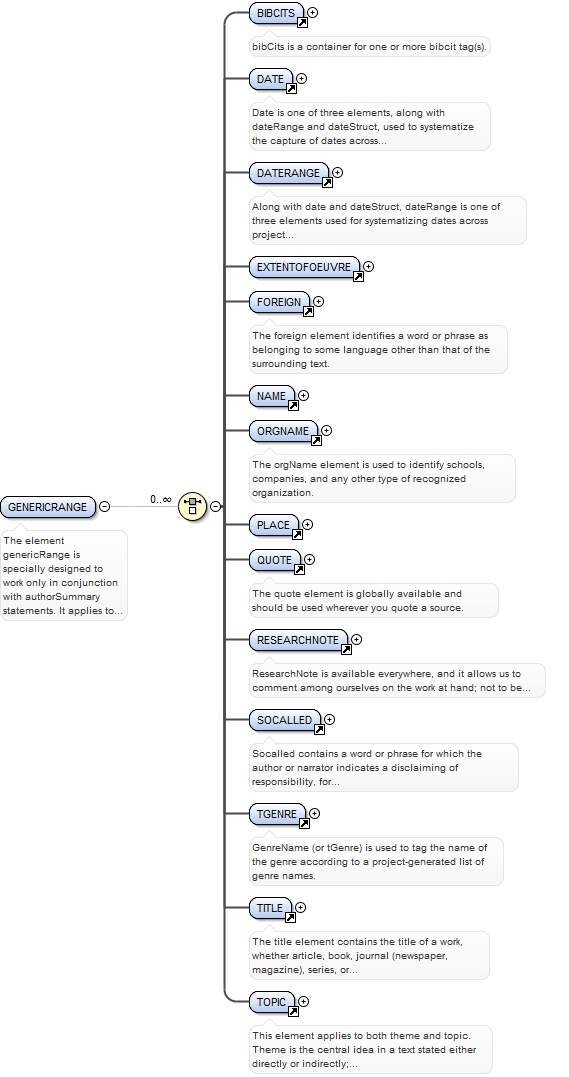 BIBCITS
bibCits is a container for one or more bibcit tag(s).
DATE
Date is one of three elements, along with
dateRange and dateStruct, used to systematize
the capture of dates across...
DATERANGE
Along with date and dateStruct, dateRange is one of
three elements used for systematizing dates across
project...
EXTENTOFOEUVRE
FOREIGN
The foreign element identifies a word or phrase as
belonging to some language other than that of the
surrounding text.
NAME
ORGNAME
The orgName element is used to identify schools,
companies, and any other type of recognized
organization.
GENERICRANGE
0..∞
The element
genericRange is
specially designed to
work only in conjunction
with authorSummary
statements. It applies to...
PLACE
QUOTE
The quote element is globally available and
should be used wherever you quote a source.
RESEARCHNOTE
ResearchNote is available everywhere, and it allows us to
comment among ourselves on the work at hand; not to be...
SOCALLED
Socalled contains a word or phrase for which the
author or narrator indicates a disclaiming of
responsibility, for...
TGENRE
GenreName (or tGenre) is used to tag the name of
the genre according to a project-generated list of
genre names.
TITLE
The title element contains the title of a work,
whether article, book, journal (newspaper,
magazine), series, or...
TOPIC
This element applies to both theme and topic.
Theme is the central idea in a text stated either
directly or indirectly;...